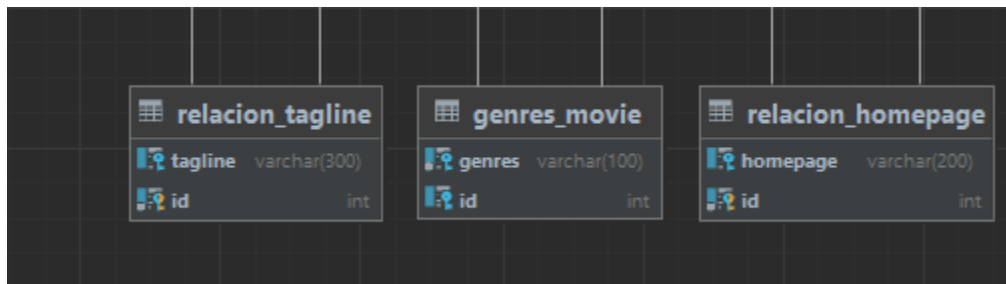 relacion_tagline
tagline varchar(300)
id int
genres_movie
genres varchar(100)
id int
relacion_homepage
homepage varchar(200)
id int